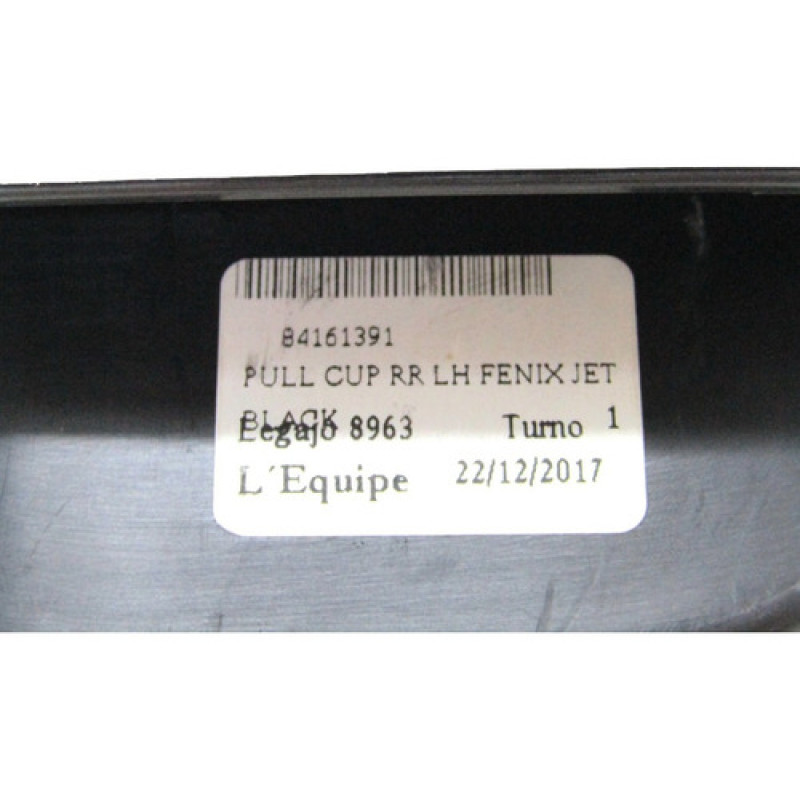 84161391
PULL CUP RR LH FENIX JET
BLACK
Legajo 8963 Turno 1
L´Equipe 22/12/2017